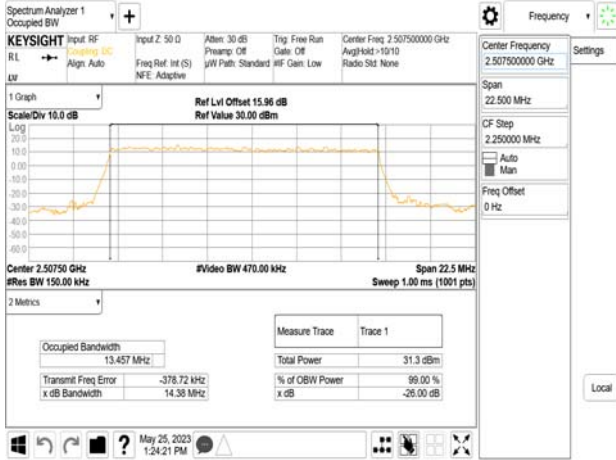 Spectrum Analyzer 1
Occupied BW
Frequency
KEYSIGHT
RL
Input: RF
Coupling: DC
Align: Auto
Input Z: 50 Ω
Freq Ref: Int (S)
NFE: Adaptive
Atten: 30 dB
Preamp: Off
µW Path: Standard
Trig: Free Run
Gate: Off
#IF Gain: Low
Center Freq: 2.507500000 GHz
Avg|Hold:>10/10
Radio Std: None
Center Frequency
2.507500000 GHz
Settings
Span
22.500 MHz
CF Step
2.250000 MHz
Auto
Man
Freq Offset
0 Hz
Local
1 Graph
Scale/Div 10.0 dB
Ref Lvl Offset 15.96 dB
Ref Value 30.00 dBm
Log
20.0
10.0
0.00
-10.0
-20.0
-30.0
-40.0
-50.0
-60.0
Center 2.50750 GHz
#Video BW 470.00 kHz
Span 22.5 MHz
#Res BW 150.00 kHz
Sweep 1.00 ms (1001 pts)
2 Metrics
Measure Trace
Trace 1
Occupied Bandwidth
13.457 MHz
Total Power
31.3 dBm
Transmit Freq Error
-378.72 kHz
% of OBW Power
99.00 %
x dB Bandwidth
14.38 MHz
x dB
-26.00 dB
May 25, 2023
1:24:21 PM